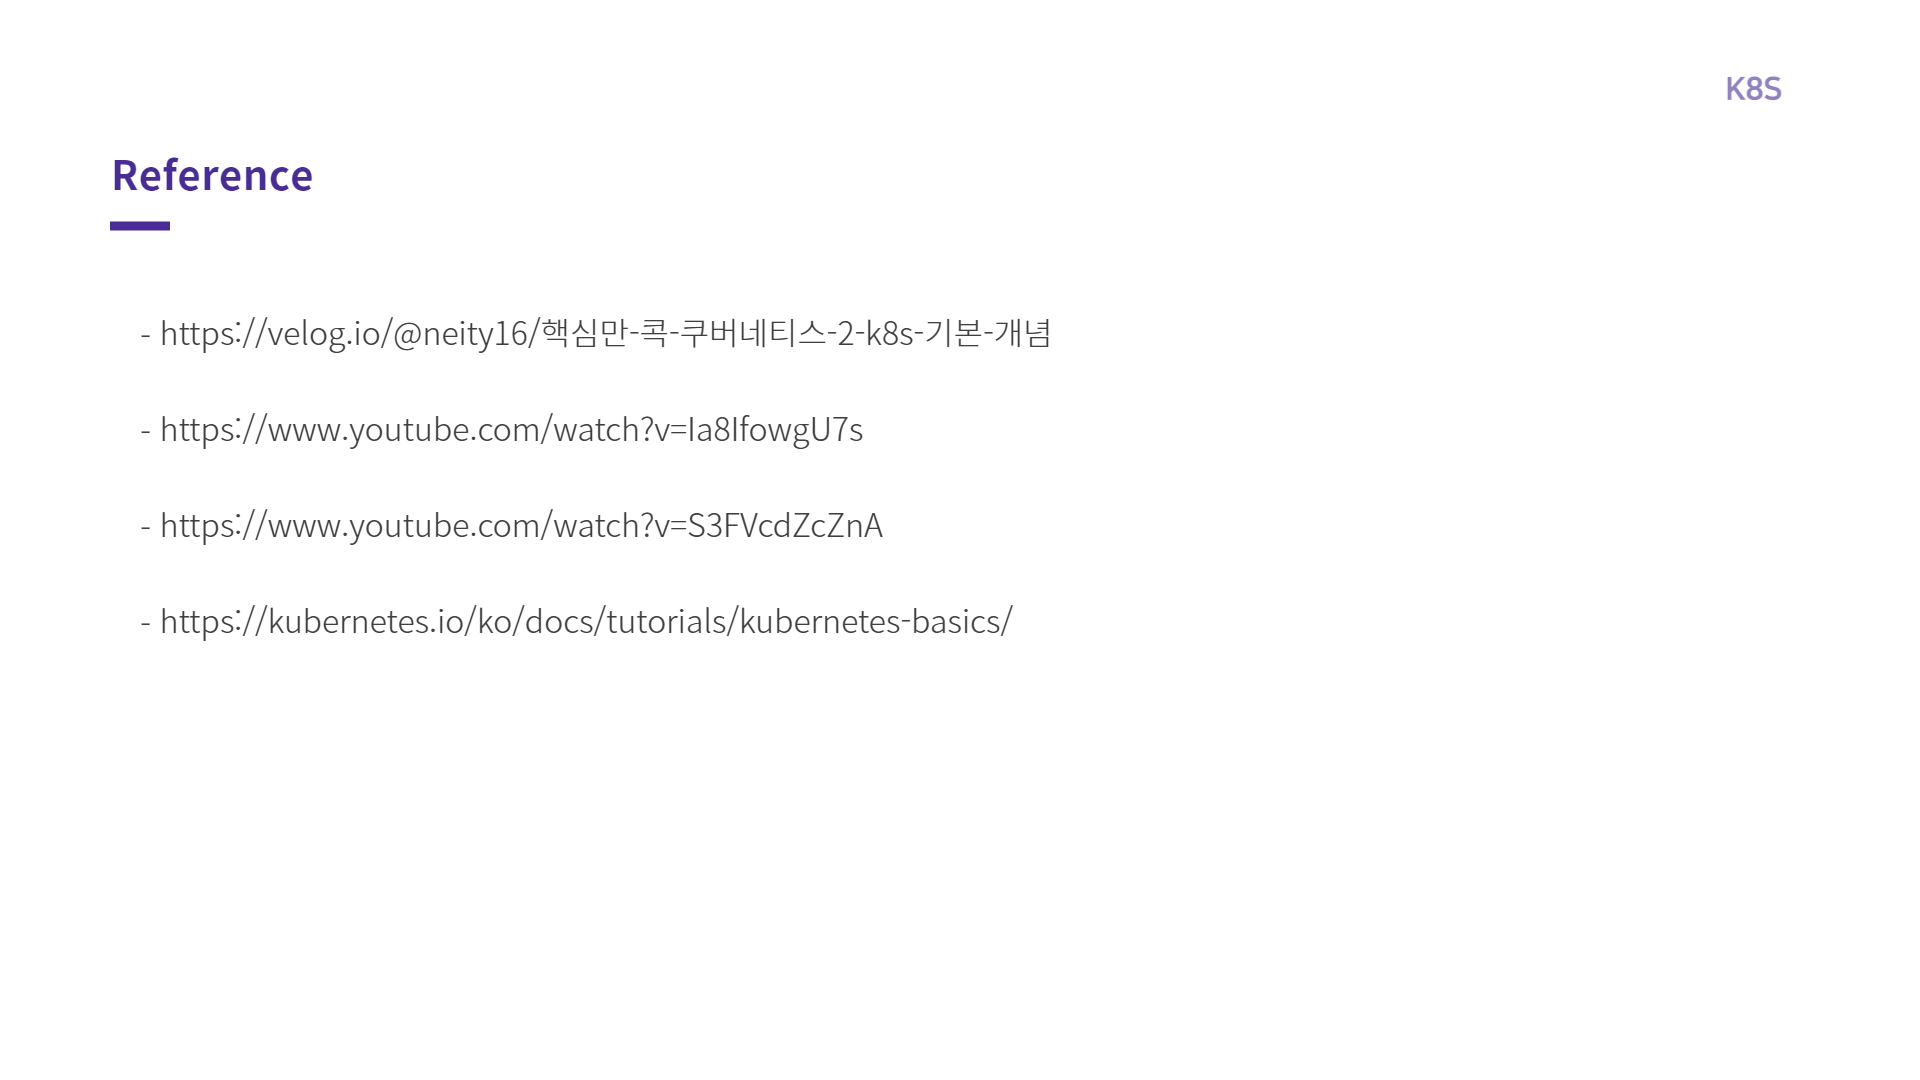 K8S
Reference
- https://velog.io/@neity16/핵심만-콕-쿠버네티스-2-k8s-기본-개념
- https://www.youtube.com/watch?v=Ia8IfowgU7s
- https://www.youtube.com/watch?v=S3FVcdZcZnA
- https://kubernetes.io/ko/docs/tutorials/kubernetes-basics/